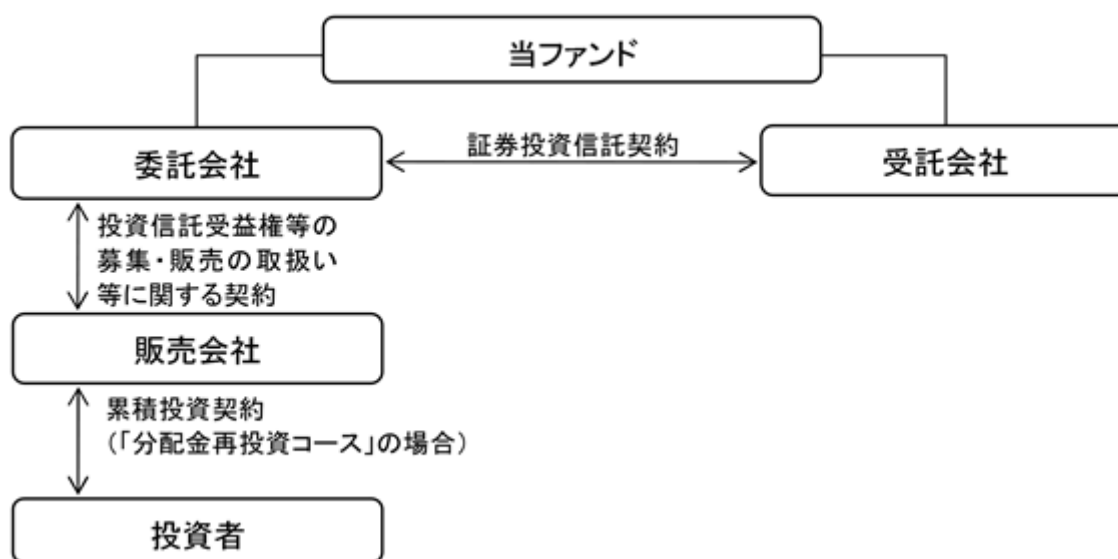 当ファンド
委託会社
証券投資信託契約
受託会社
投資信託受益権等の
募集・販売の取扱い
等に関する契約
販売会社
累積投資契約
(「分配金再投資コース」の場合)
投資者